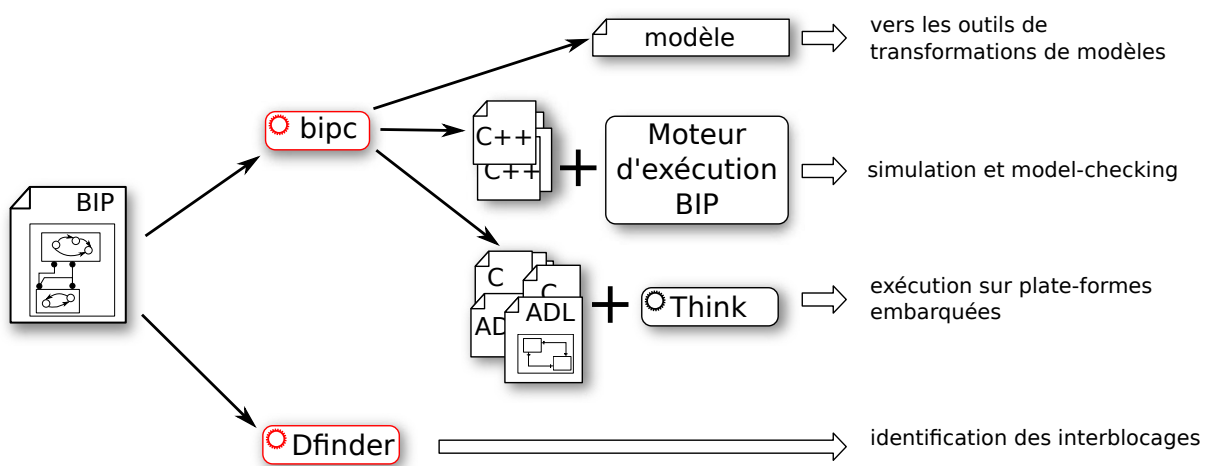 modèle
vers les outils de
transformations de modèles
bipc
C++
C++
Moteur
d'exécution
BIP
simulation et model-checking
BIP
C
C
AD
ADL
Think
exécution sur plate-formes
embarquées
Dfinder
identification des interblocages